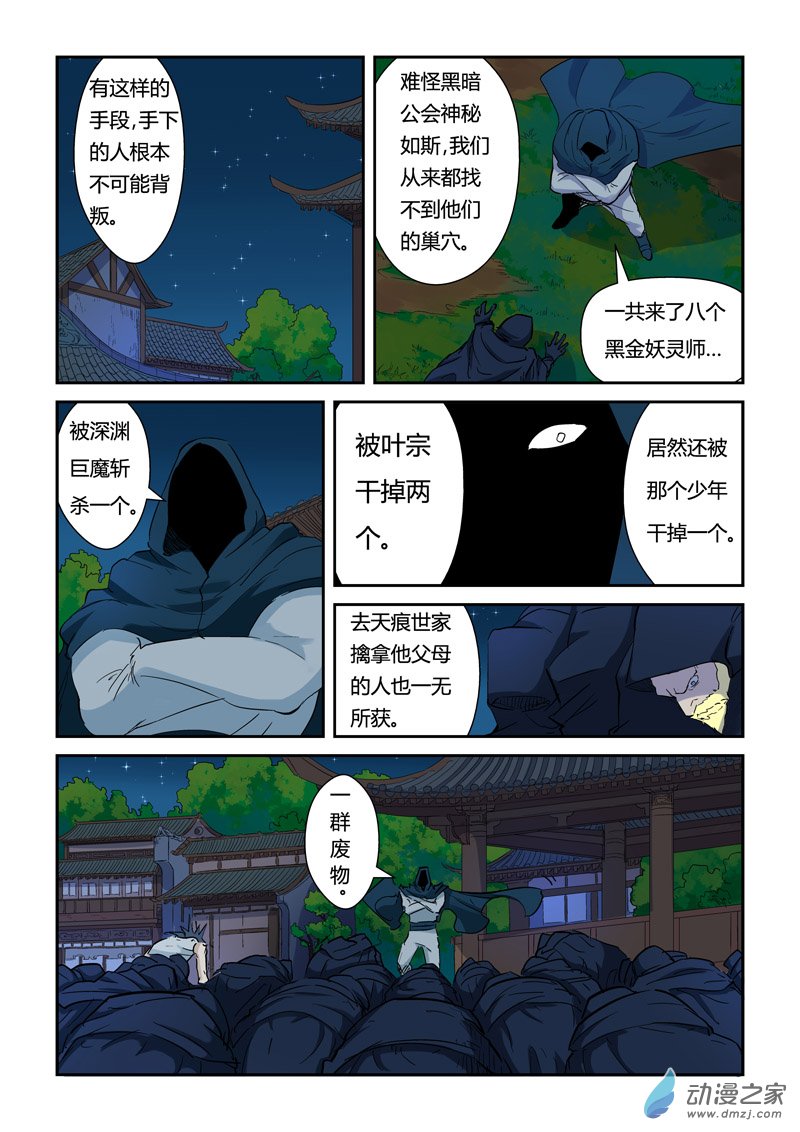 有这样的
手段，手下
的人根本
不可能背
叛。
难怪黑暗
公会神秘
如斯，我们
从来都找
不到他们
的巢穴。
一共来了八个
黑金妖灵师…
被深渊
巨魔斩
杀一个。
被叶宗
干掉两
个。
居然还被
那个少年
干掉一个。
去天痕世家
擒拿他父母
的人也一无
所获。
一群废物。
动漫之家
www.dmzj.com